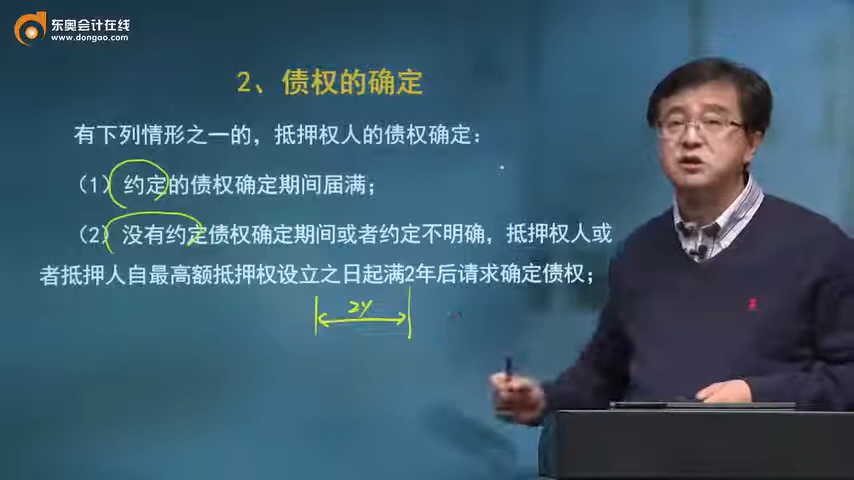 东奥会计在线
www.dongao.com
2、债权的确定
有下列情形之一的，抵押权人的债权确定：
（1）约定的债权确定期间届满；
（2）没有约定债权确定期间或者约定不明确，抵押权人或
者抵押人自最高额抵押权设立之日起满2年后请求确定债权；
2Y